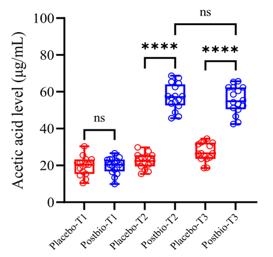 ns
****
****
ns
Acetic acid level (μg/mL)
100
80
60
40
20
0
Placebo-T1
Postbio-T1
Placebo-T2
Postbio-T2
Placebo-T3
Postbio-T3